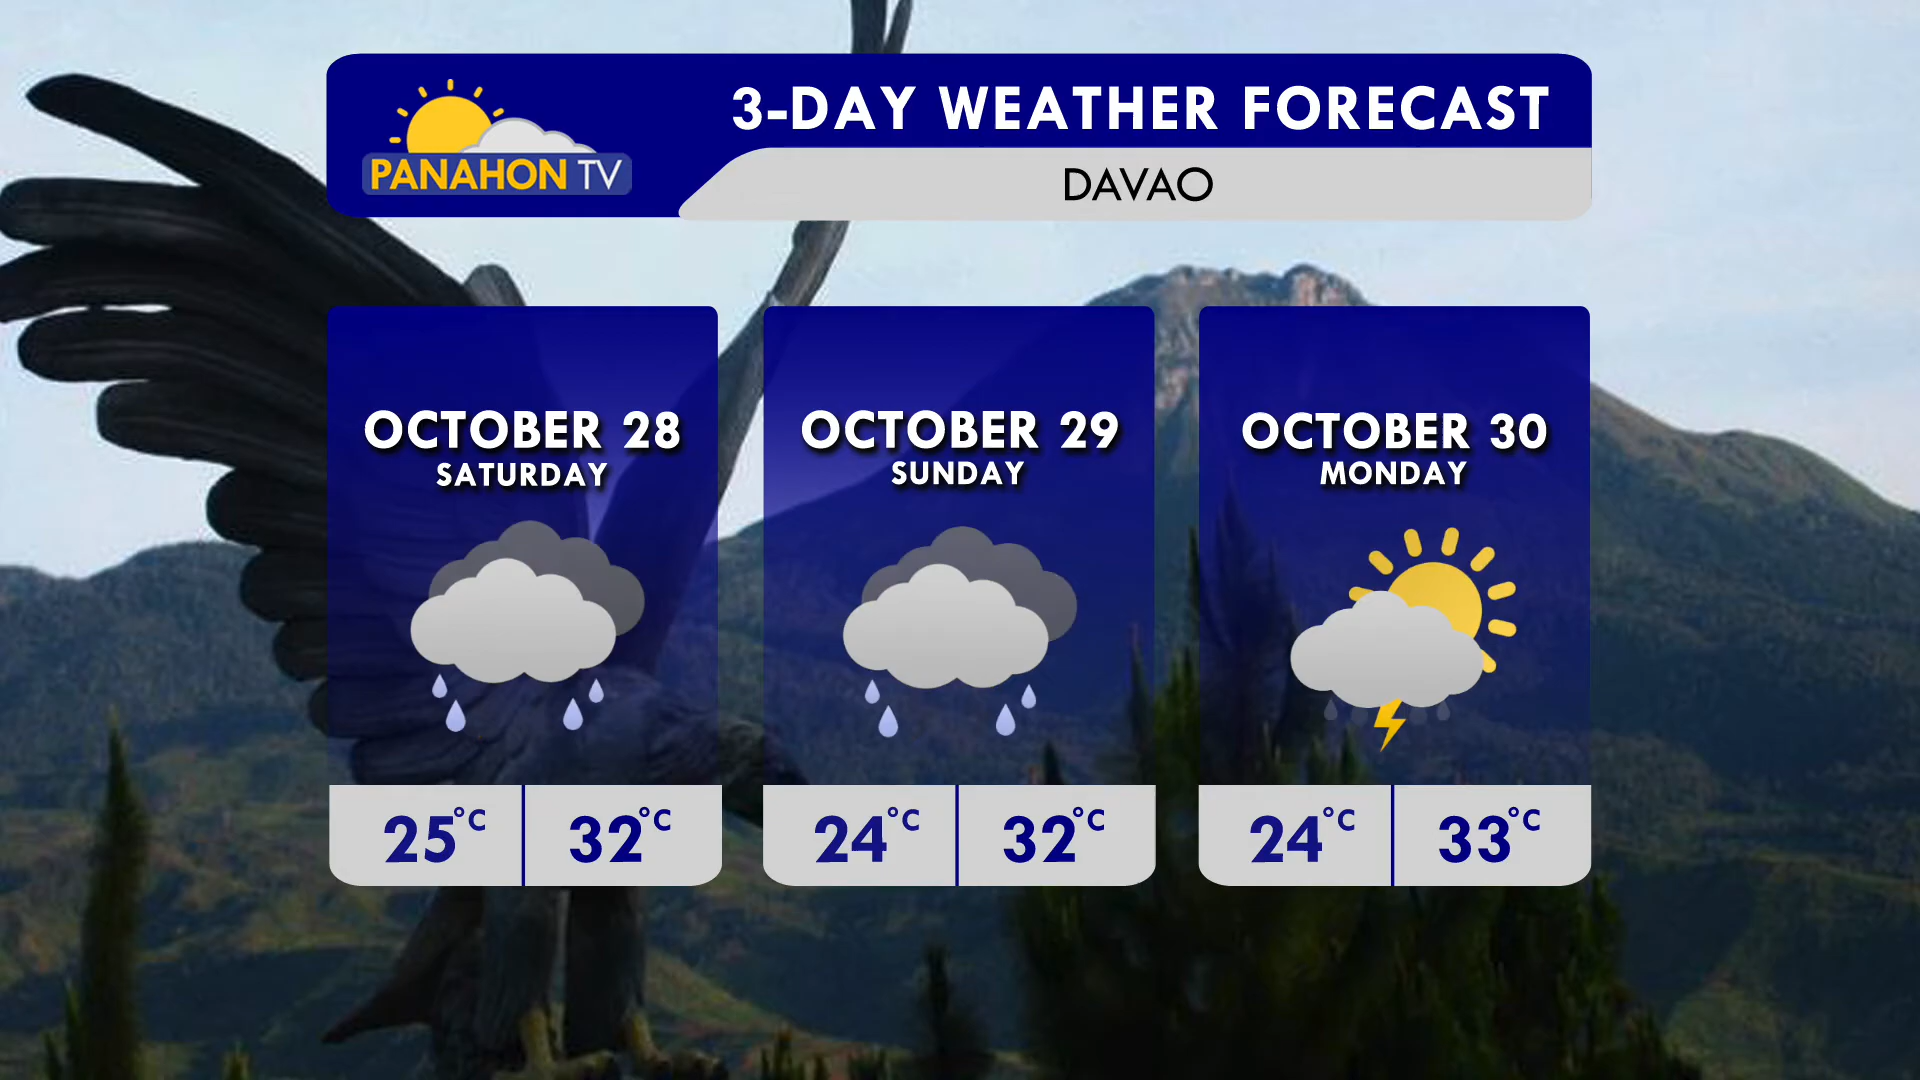 3-DAY WEATHER FORECAST
PANAHON TV
DAVAO
OCTOBER 28
SATURDAY
25°C 32°C
OCTOBER 29
SUNDAY
24°C 32°C
OCTOBER 30
MONDAY
24°C 33°C